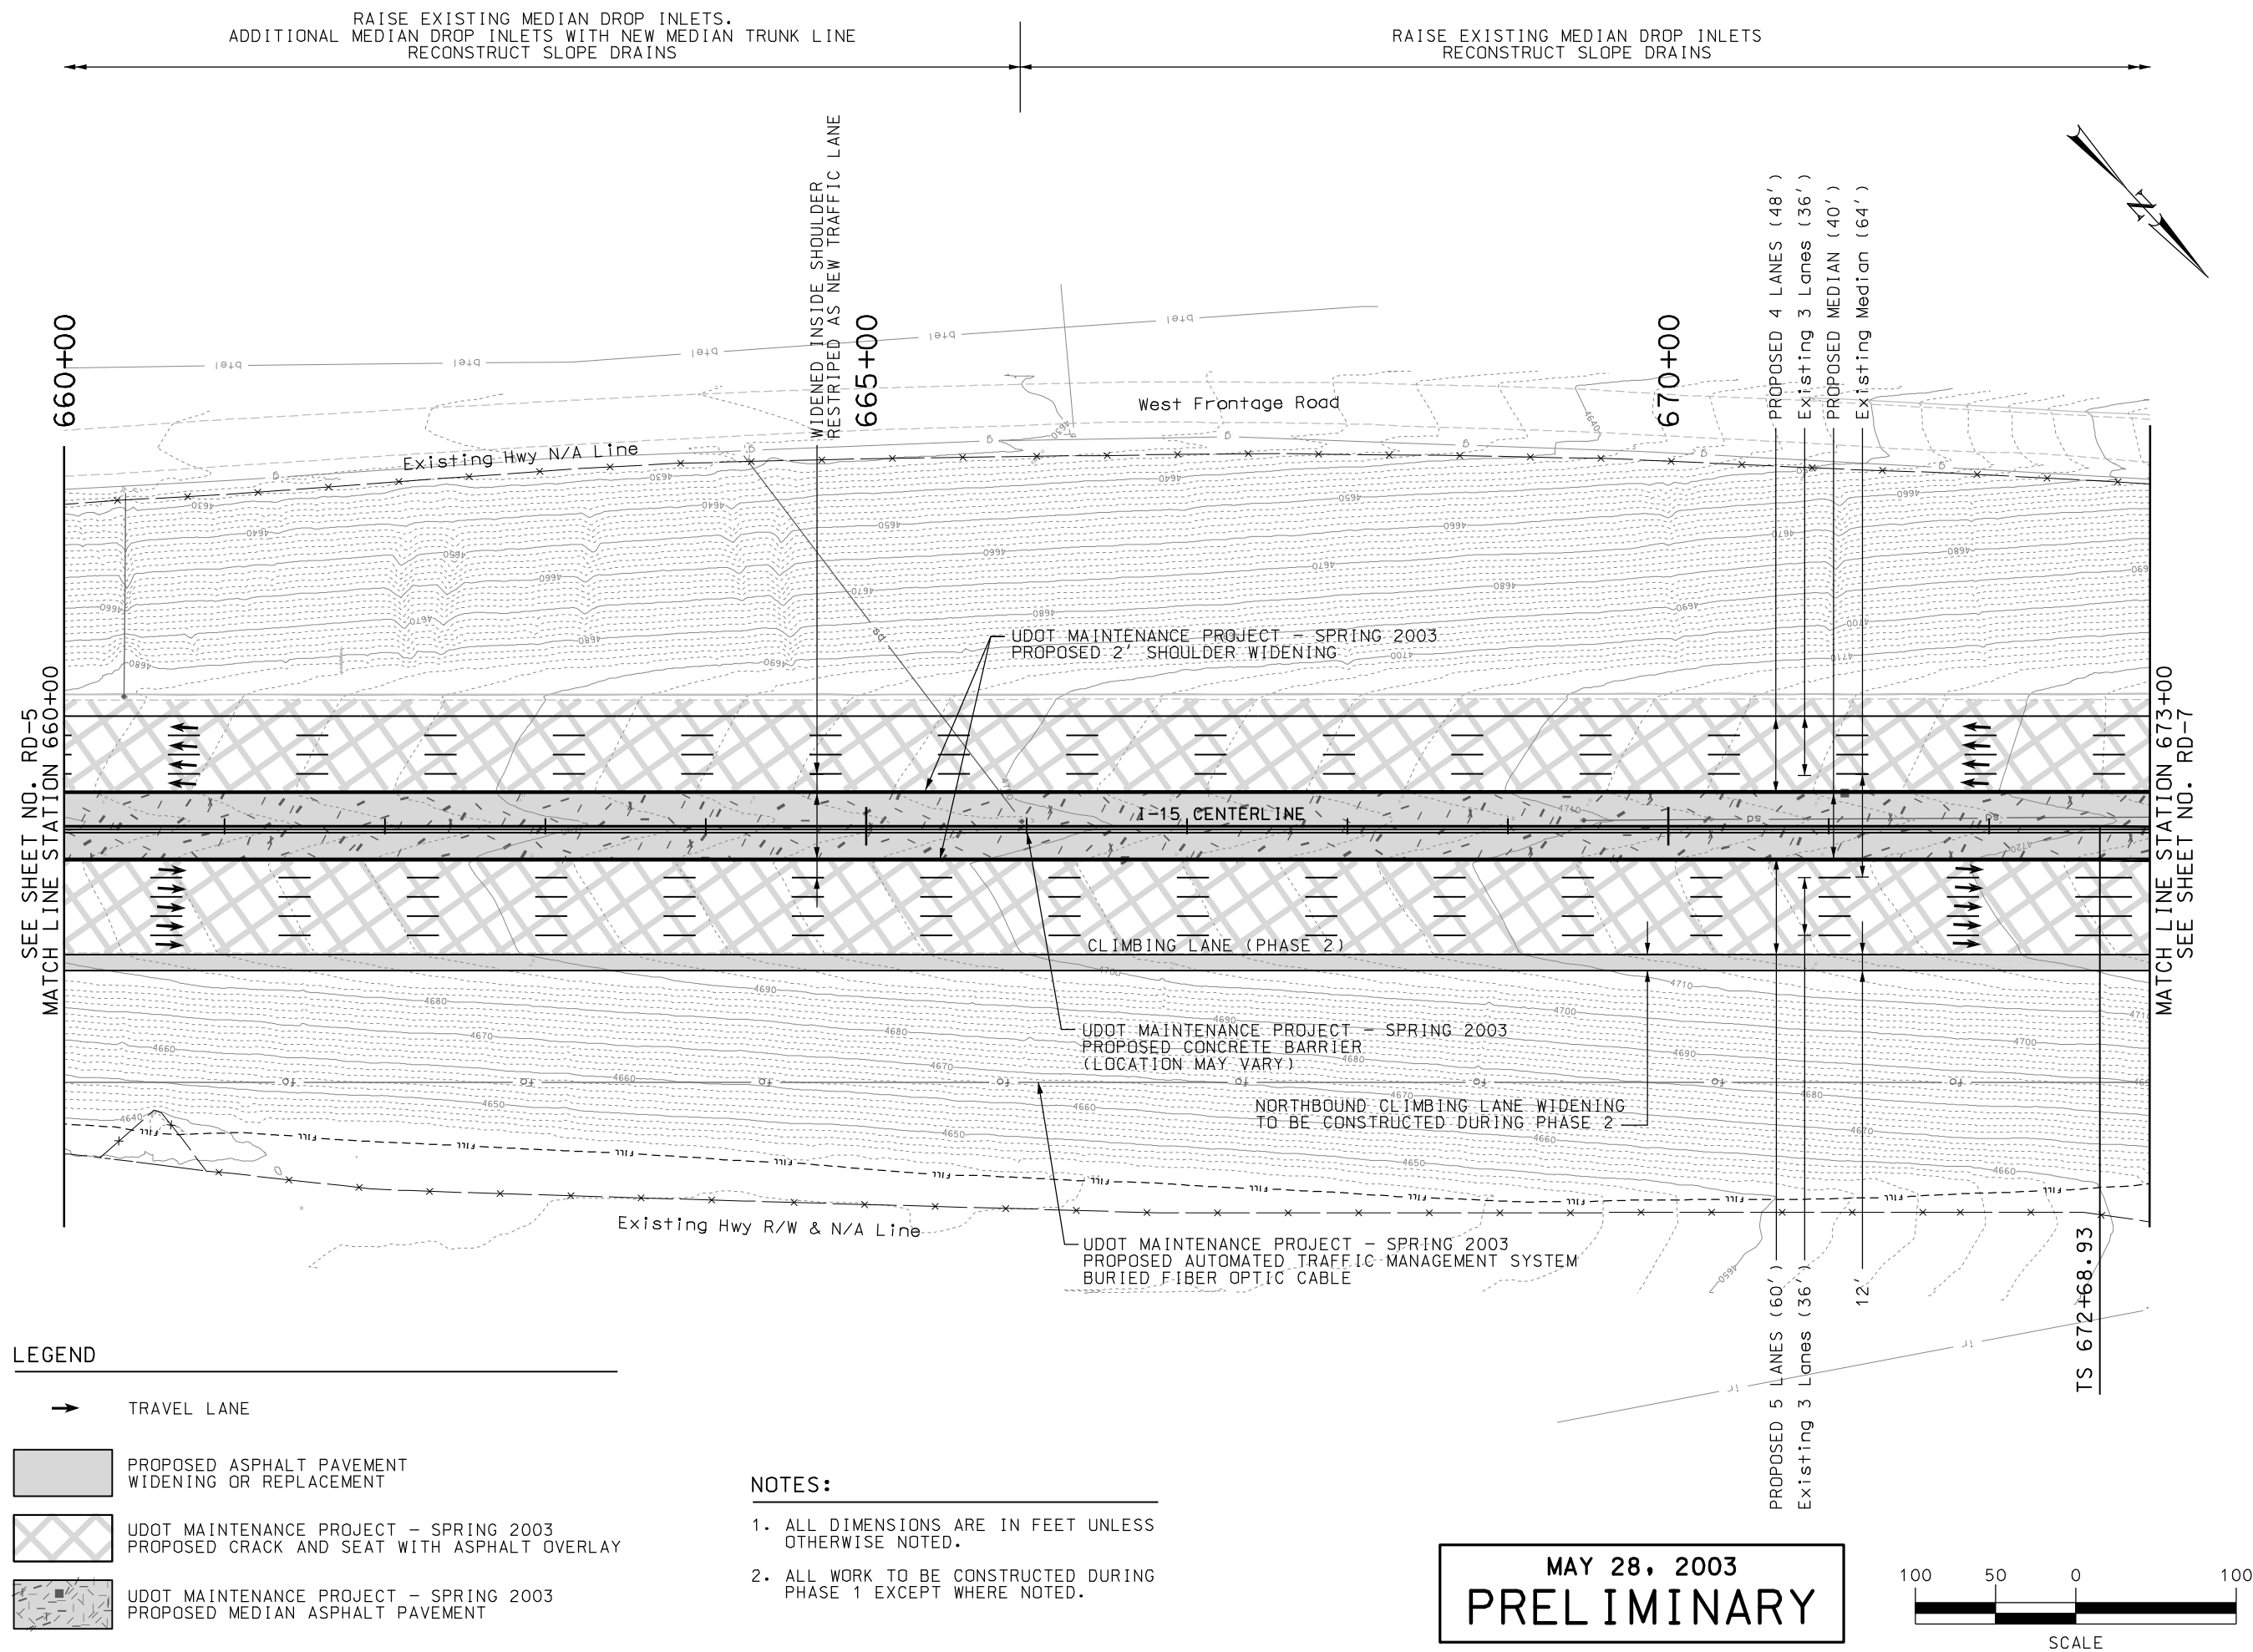 RAISE EXISTING MEDIAN DROP INLETS.
ADDITIONAL MEDIAN DROP INLETS WITH NEW MEDIAN TRUNK LINE
RECONSTRUCT SLOPE DRAINS
RAISE EXISTING MEDIAN DROP INLETS
RECONSTRUCT SLOPE DRAINS
N
660+00
665+00
670+00
WIDENED INSIDE SHOULDER
RESTRIPED AS NEW TRAFFIC LANE
PROPOSED 4 LANES (48')
Existing 3 Lanes (36')
PROPOSED MEDIAN (40')
Existing Median (64')
btel
btel
btel
btel
btel
West Frontage Road
Existing Hwy N/A Line
UDOT MAINTENANCE PROJECT – SPRING 2003
PROPOSED 2' SHOULDER WIDENING
SEE SHEET NO. RD-5
MATCH LINE STATION 660+00
MATCH LINE STATION 673+00
SEE SHEET NO. RD-7
I-15 CENTERLINE
CLIMBING LANE (PHASE 2)
UDOT MAINTENANCE PROJECT – SPRING 2003
PROPOSED CONCRETE BARRIER
(LOCATION MAY VARY)
NORTHBOUND CLIMBING LANE WIDENING
TO BE CONSTRUCTED DURING PHASE 2
Existing Hwy R/W & N/A Line
UDOT MAINTENANCE PROJECT – SPRING 2003
PROPOSED AUTOMATED TRAFFIC MANAGEMENT SYSTEM
BURIED FIBER OPTIC CABLE
PROPOSED 5 LANES (60')
Existing 3 Lanes (36')
12'
TS 672+68.93
LEGEND
TRAVEL LANE
PROPOSED ASPHALT PAVEMENT
WIDENING OR REPLACEMENT
UDOT MAINTENANCE PROJECT – SPRING 2003
PROPOSED CRACK AND SEAT WITH ASPHALT OVERLAY
UDOT MAINTENANCE PROJECT – SPRING 2003
PROPOSED MEDIAN ASPHALT PAVEMENT
NOTES:
1. ALL DIMENSIONS ARE IN FEET UNLESS
OTHERWISE NOTED.
2. ALL WORK TO BE CONSTRUCTED DURING
PHASE 1 EXCEPT WHERE NOTED.
MAY 28, 2003
PRELIMINARY
100 50 0 100
SCALE